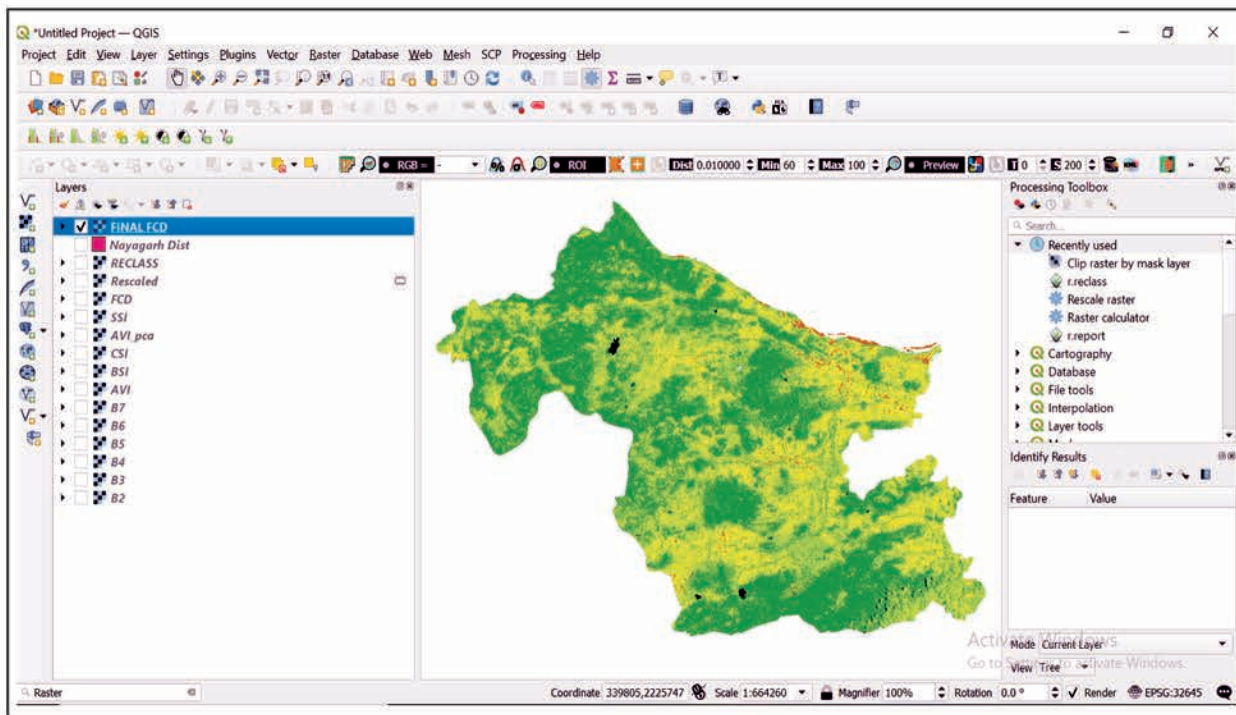 *Untitled Project — QGIS
Project Edit View Layer Settings Plugins Vector Raster Database Web Mesh SCP Processing Help
RGB = - ROI Dist 0.010000 Min 60 Max 100 Preview T 0 S 200
Layers
FINAL FCD
Nayagarh Dist
RECLASS
Rescaled
FCD
SSI
AVI pca
CSI
BSI
AVI
B7
B6
B5
B4
B3
B2
Processing Toolbox
Search...
Recently used
Clip raster by mask layer
r.reclass
Rescale raster
Raster calculator
r.report
Cartography
Database
File tools
Interpolation
Layer tools
Identify Results
Feature Value
Activate Windows
Go to Settings to activate Windows.
Mode Current Layer
View Tree
Raster
Coordinate 339805,2225747 Scale 1:664260 Magnifier 100% Rotation 0.0 ° Render EPSG:32645